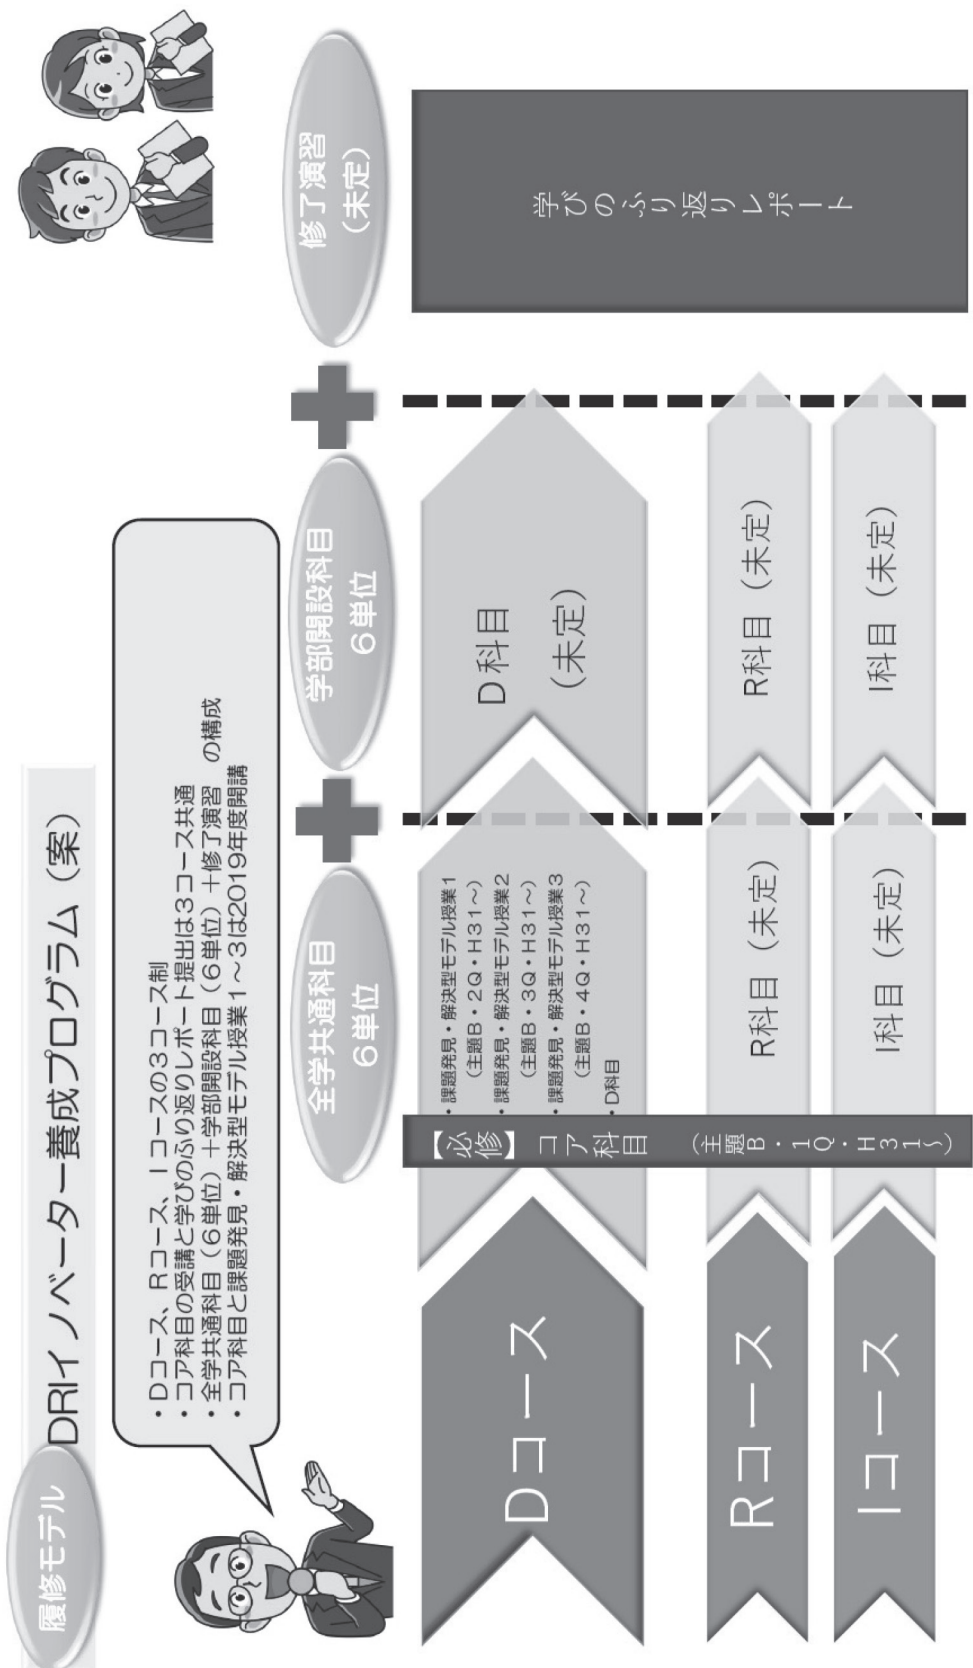 履修モデル
DRIイノベーター養成プログラム（案）
・Dコース、Rコース、Iコースの3コース制
・コア科目の受講と学びのふり返りレポート提出は3コース共通
・全学共通科目（6単位）＋学部開設科目（6単位）＋修了演習 の構成
・コア科目と課題発見・解決型モデル授業1～3は2019年度開講
全学共通科目
6単位
学部開設科目
6単位
修了演習
（未定）
Dコース
【必修】
コア科目
（主題B・1Q・H31～）
・課題発見・解決型モデル授業1
（主題B・2Q・H31～）
・課題発見・解決型モデル授業2
（主題B・3Q・H31～）
・課題発見・解決型モデル授業3
（主題B・4Q・H31～）
・D科目
D科目
（未定）
学びのふり返りレポート
Rコース
R科目（未定）
R科目（未定）
Iコース
I科目（未定）
I科目（未定）